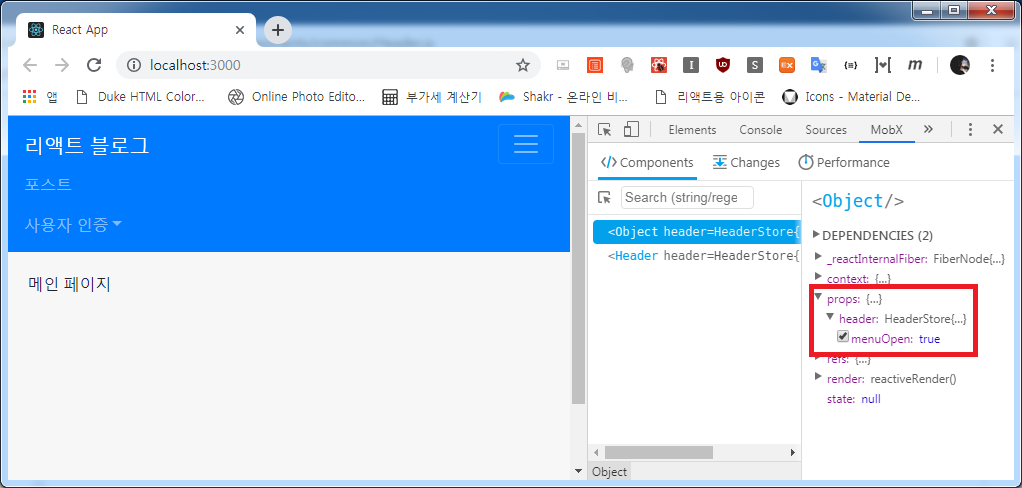 React App
localhost:3000
앱
Duke HTML Color...
Online Photo Edito...
부가세 계산기
Shakr - 온라인 비...
리액트용 아이콘
Icons - Material De...
리액트 블로그
포스트
사용자 인증
메인 페이지
Elements
Console
Sources
MobX
Components
Changes
Performance
Search (string/rege
<Object header=HeaderStore{
<Header header=HeaderStore{
Object
<Object/>
DEPENDENCIES (2)
_reactInternalFiber: FiberNode{...}
context: {...}
props: {...}
header: HeaderStore{...}
menuOpen: true
refs: {...}
render: reactiveRender()
state: null